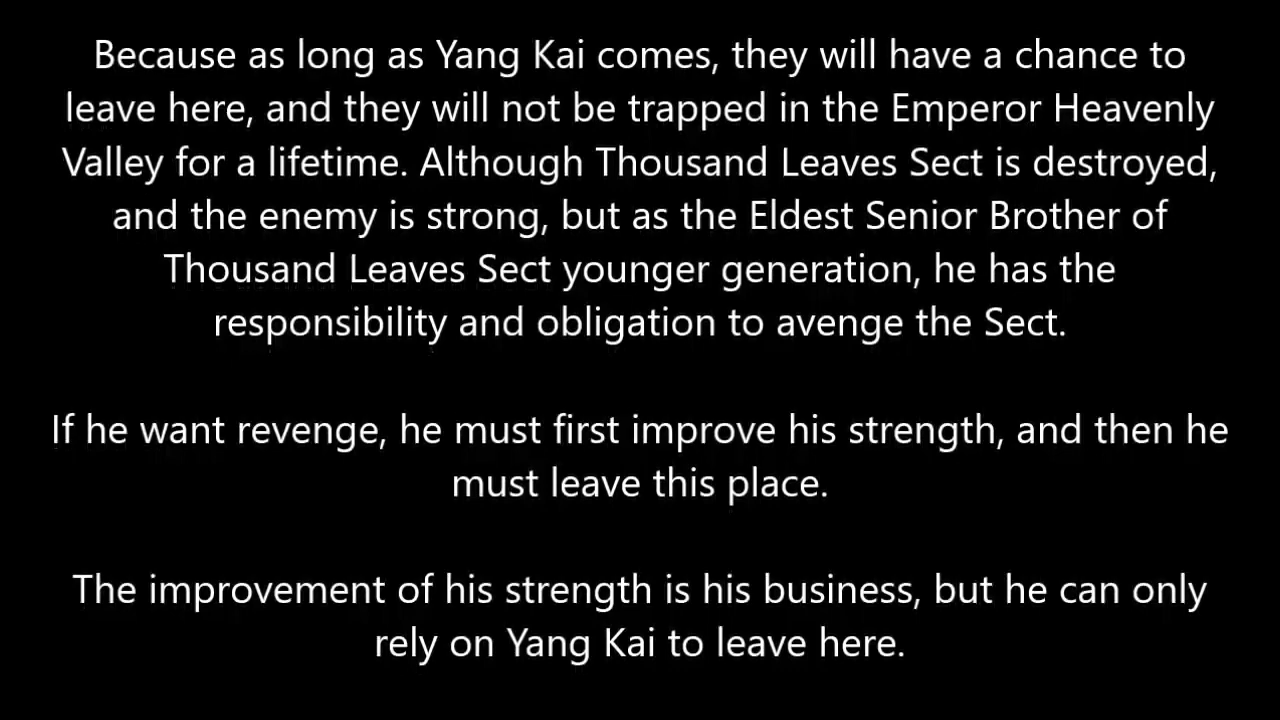 Because as long as Yang Kai comes, they will have a chance to
leave here, and they will not be trapped in the Emperor Heavenly
Valley for a lifetime. Although Thousand Leaves Sect is destroyed,
and the enemy is strong, but as the Eldest Senior Brother of
Thousand Leaves Sect younger generation, he has the
responsibility and obligation to avenge the Sect.
If he want revenge, he must first improve his strength, and then he
must leave this place.
The improvement of his strength is his business, but he can only
rely on Yang Kai to leave here.